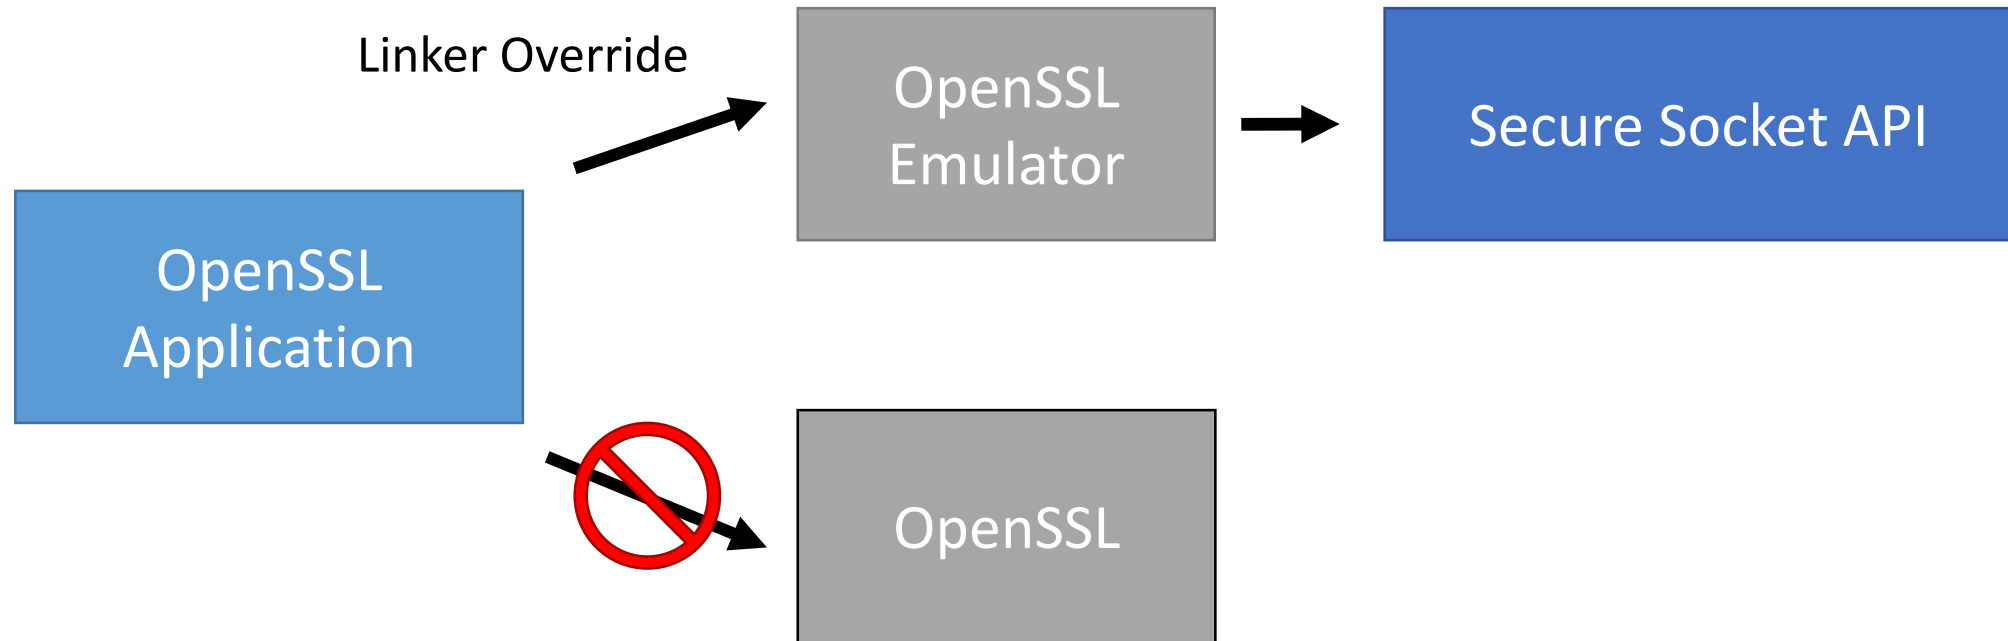 Linker Override
OpenSSL
Emulator
Secure Socket API
OpenSSL
Application
OpenSSL